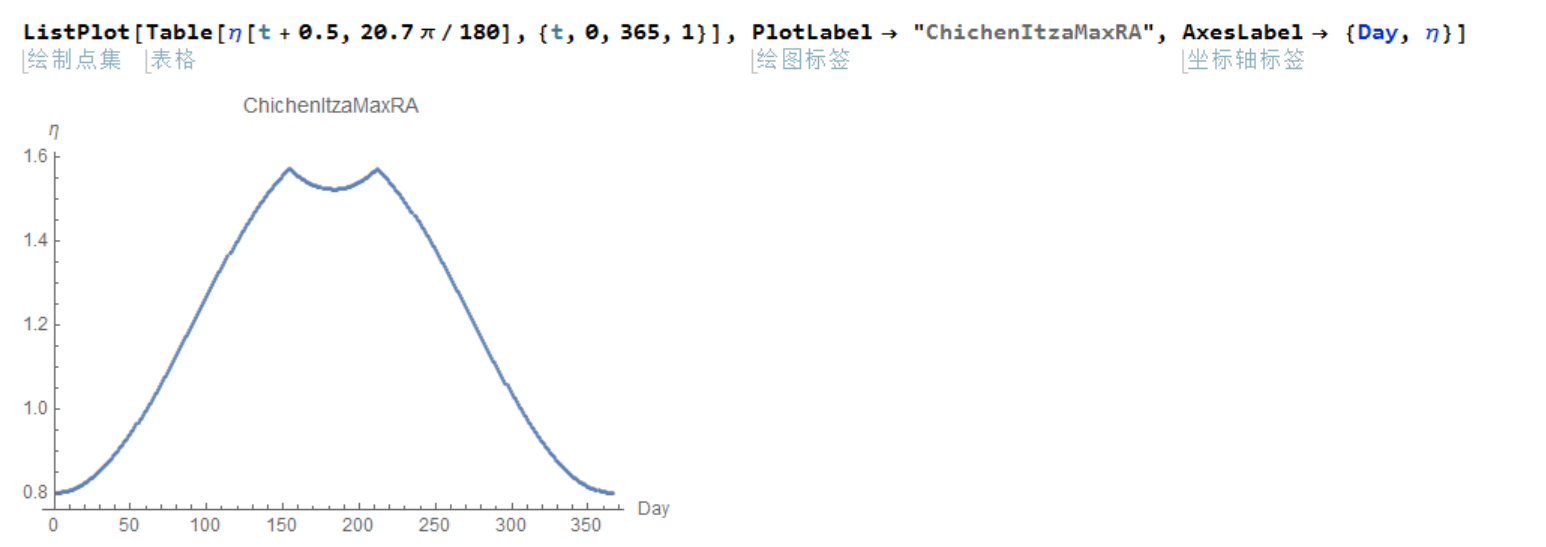 ListPlot[Table[η[t + 0.5, 20.7 π / 180], {t, 0, 365, 1}], PlotLabel → "ChichenItzaMaxRA", AxesLabel → {Day, η}]
绘制点集 表格 绘图标签 坐标轴标签
ChichenItzaMaxRA
η
1.6
1.4
1.2
1.0
0.8
0 50 100 150 200 250 300 350 Day